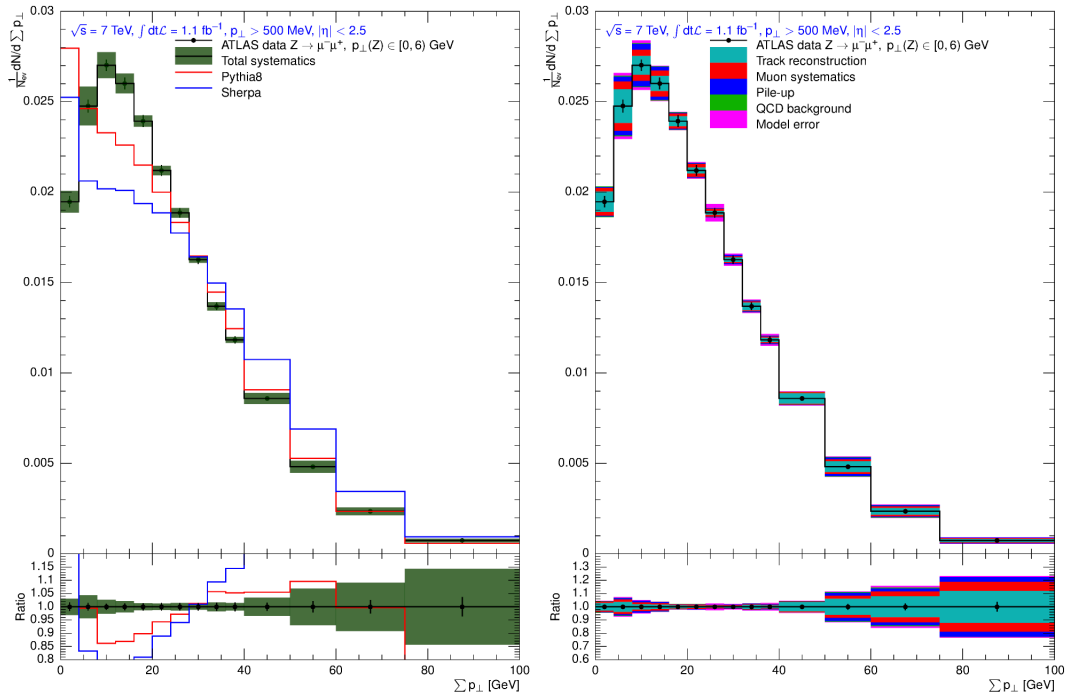 √s = 7 TeV, ∫ dtℒ = 1.1 fb⁻¹, p⊥ > 500 MeV, |η| < 2.5
ATLAS data Z → μ⁻μ⁺, p⊥(Z) ∈ [0, 6) GeV
Total systematics
Pythia8
Sherpa
1/N_ev dN/d ∑ p⊥
0.03
0.025
0.02
0.015
0.01
0.005
0
Ratio
1.15
1.1
1.05
1.0
0.95
0.90
0.85
0.8
0 20 40 60 80 100
∑ p⊥ [GeV]
√s = 7 TeV, ∫ dtℒ = 1.1 fb⁻¹, p⊥ > 500 MeV, |η| < 2.5
ATLAS data Z → μ⁻μ⁺, p⊥(Z) ∈ [0, 6) GeV
Track reconstruction
Muon systematics
Pile-up
QCD background
Model error
1/N_ev dN/d ∑ p⊥
0.03
0.025
0.02
0.015
0.01
0.005
0
Ratio
1.3
1.2
1.1
1.0
0.9
0.8
0.7
0.6
0 20 40 60 80 100
∑ p⊥ [GeV]